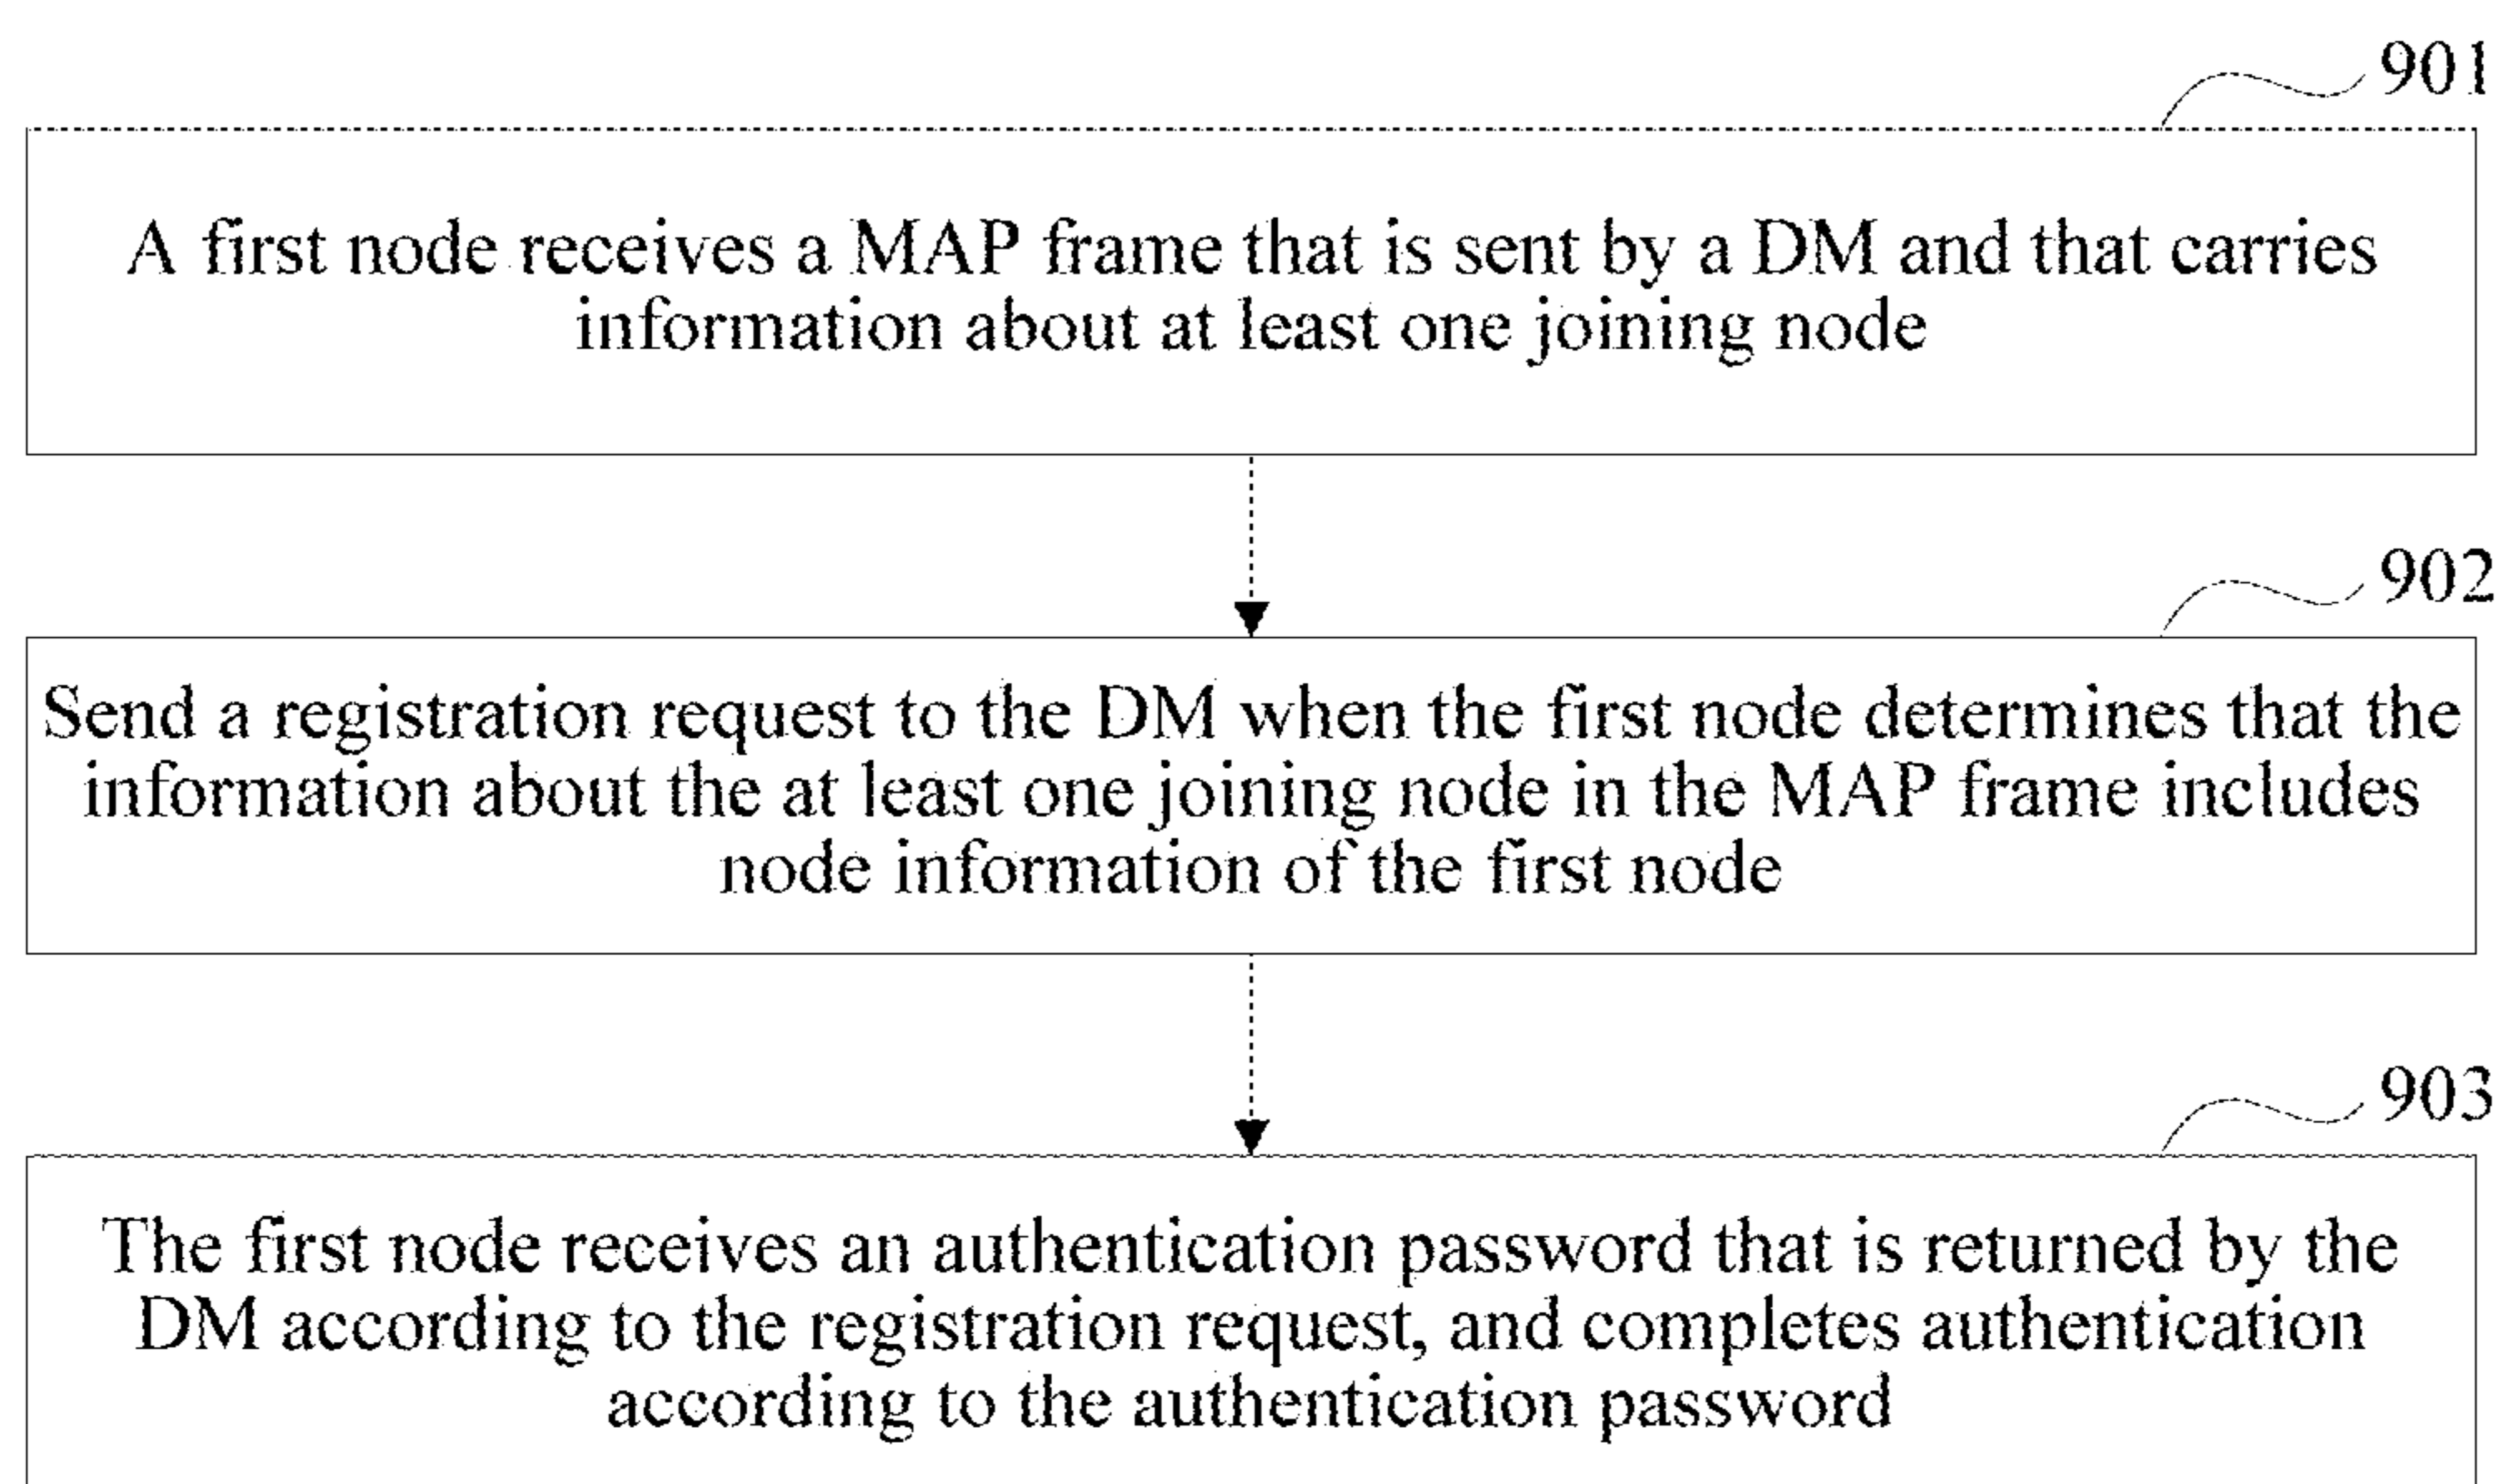 901
A first node receives a MAP frame that is sent by a DM and that carries
information about at least one joining node
902
Send a registration request to the DM when the first node determines that the
information about the at least one joining node in the MAP frame includes
node information of the first node
903
The first node receives an authentication password that is returned by the
DM according to the registration request, and completes authentication
according to the authentication password